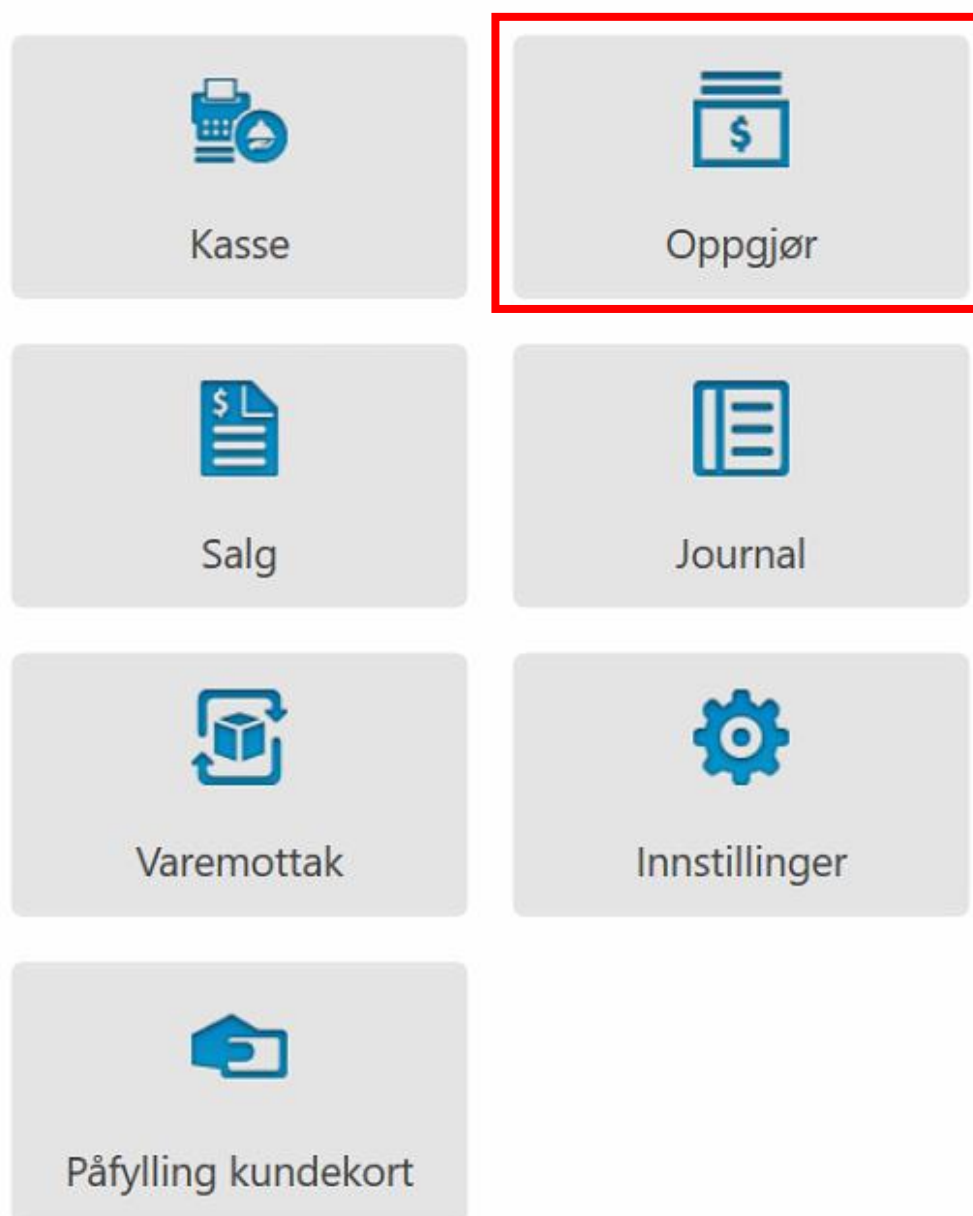 Kasse
$
Oppgjør
$
Salg
Journal
Varemottak
Innstillinger
Påfylling kundekort